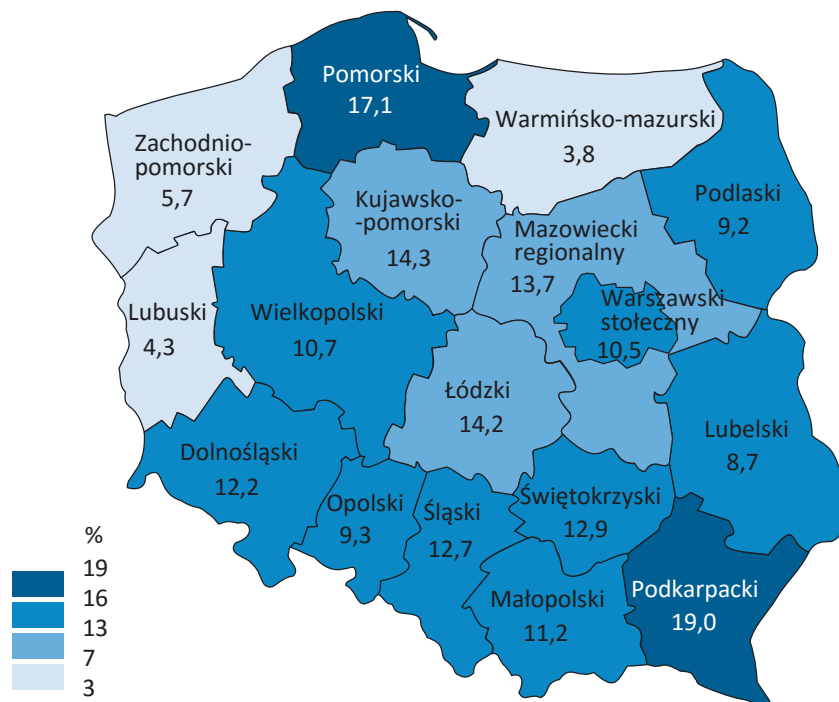 Pomorski
17,1
Warmińsko-mazurski
3,8
Zachodnio-
pomorski
5,7
Podlaski
9,2
Kujawsko-
-pomorski
14,3
Mazowiecki
regionalny
13,7
Warszawski
stołeczny
10,5
Lubuski
4,3
Wielkopolski
10,7
Łódzki
14,2
Lubelski
8,7
Dolnośląski
12,2
Opolski
9,3
Śląski
12,7
Świętokrzyski
12,9
Małopolski
11,2
Podkarpacki
19,0
%
19
16
13
7
3